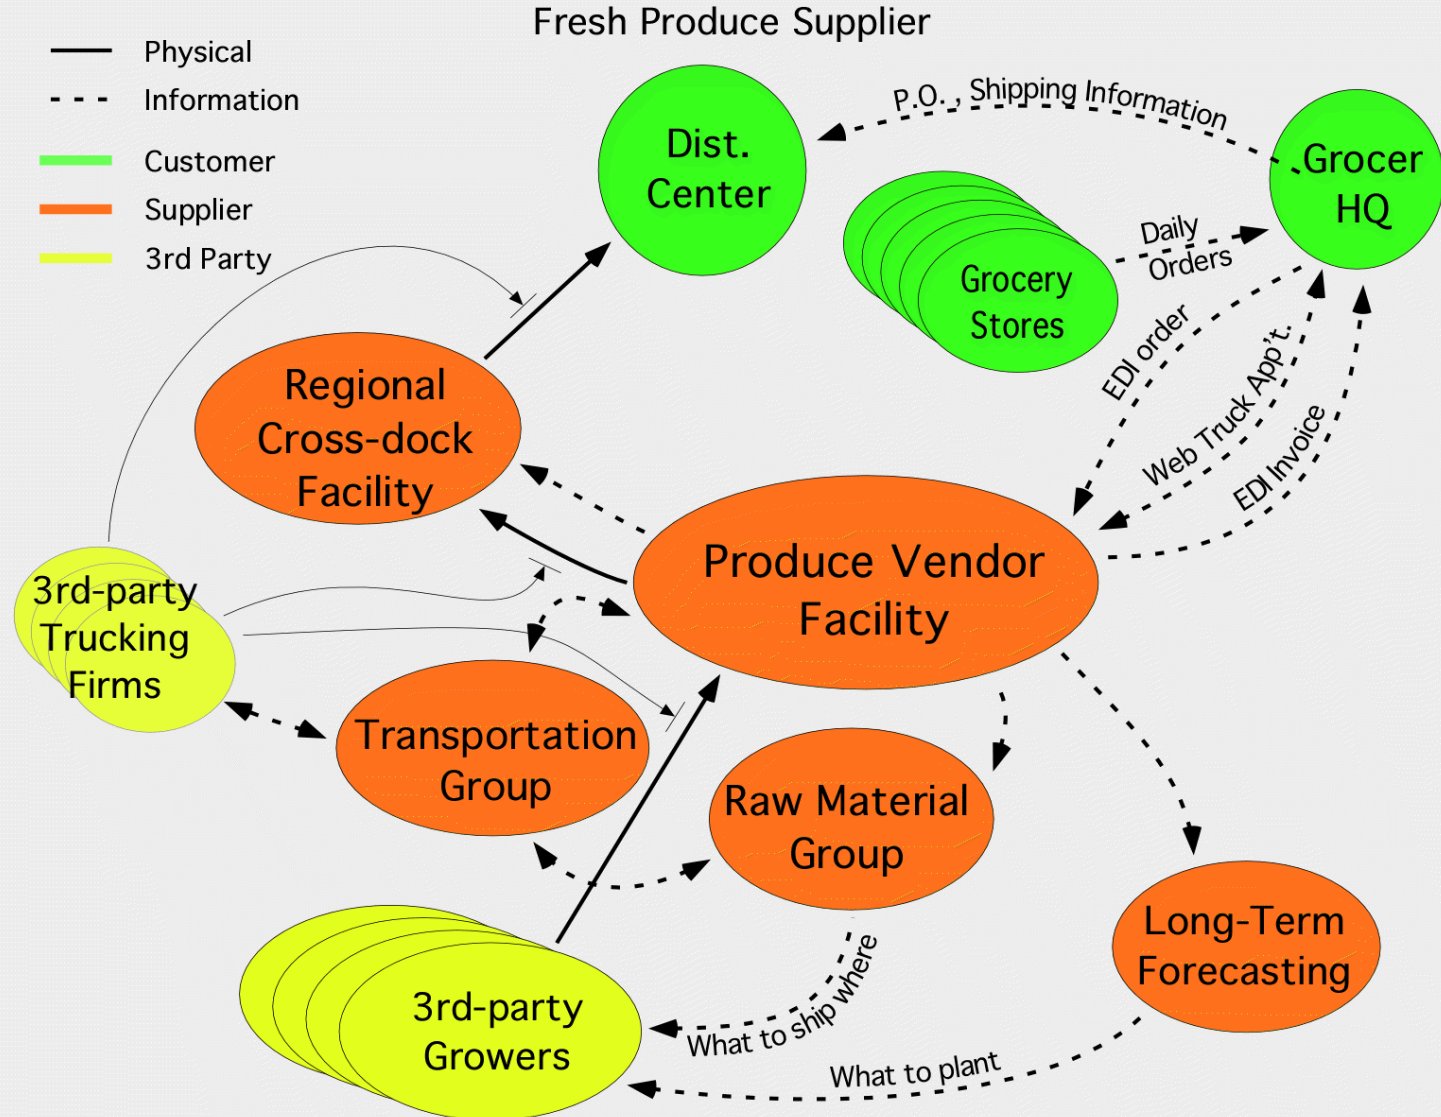 Fresh Produce Supplier
Physical
Information
Customer
Supplier
3rd Party
Dist.
Center
P.O. , Shipping Information
Grocer
HQ
Daily
Orders
Grocery
Stores
EDI order
Web Truck App't.
EDI Invoice
Regional
Cross-dock
Facility
Produce Vendor
Facility
3rd-party
Trucking
Firms
Transportation
Group
Raw Material
Group
Long-Term
Forecasting
3rd-party
Growers
What to ship where
What to plant